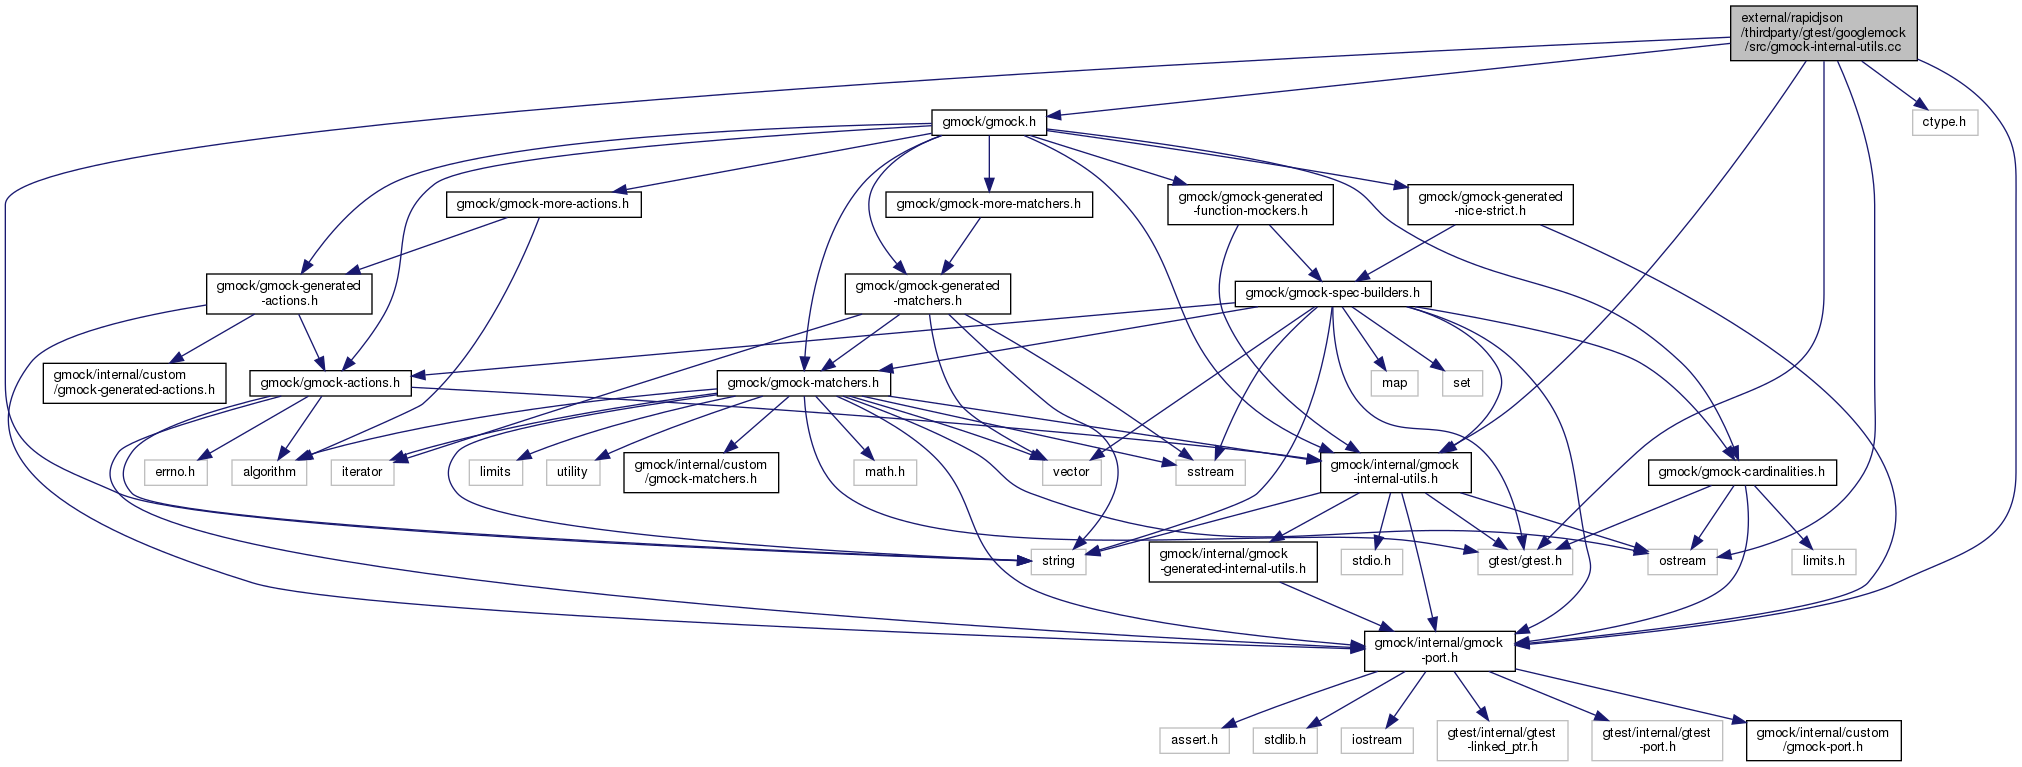 external/rapidjson
/thirdparty/gtest/googlemock
/src/gmock-internal-utils.cc
gmock/gmock.h
ctype.h
gmock/gmock-more-actions.h
gmock/gmock-more-matchers.h
gmock/gmock-generated
-function-mockers.h
gmock/gmock-generated
-nice-strict.h
gmock/gmock-generated
-actions.h
gmock/gmock-generated
-matchers.h
gmock/gmock-spec-builders.h
gmock/internal/custom
/gmock-generated-actions.h
gmock/gmock-actions.h
gmock/gmock-matchers.h
map
set
errno.h
algorithm
iterator
limits
utility
gmock/internal/custom
/gmock-matchers.h
math.h
vector
sstream
gmock/internal/gmock
-internal-utils.h
gmock/gmock-cardinalities.h
string
gmock/internal/gmock
-generated-internal-utils.h
stdio.h
gtest/gtest.h
ostream
limits.h
gmock/internal/gmock
-port.h
assert.h
stdlib.h
iostream
gtest/internal/gtest
-linked_ptr.h
gtest/internal/gtest
-port.h
gmock/internal/custom
/gmock-port.h